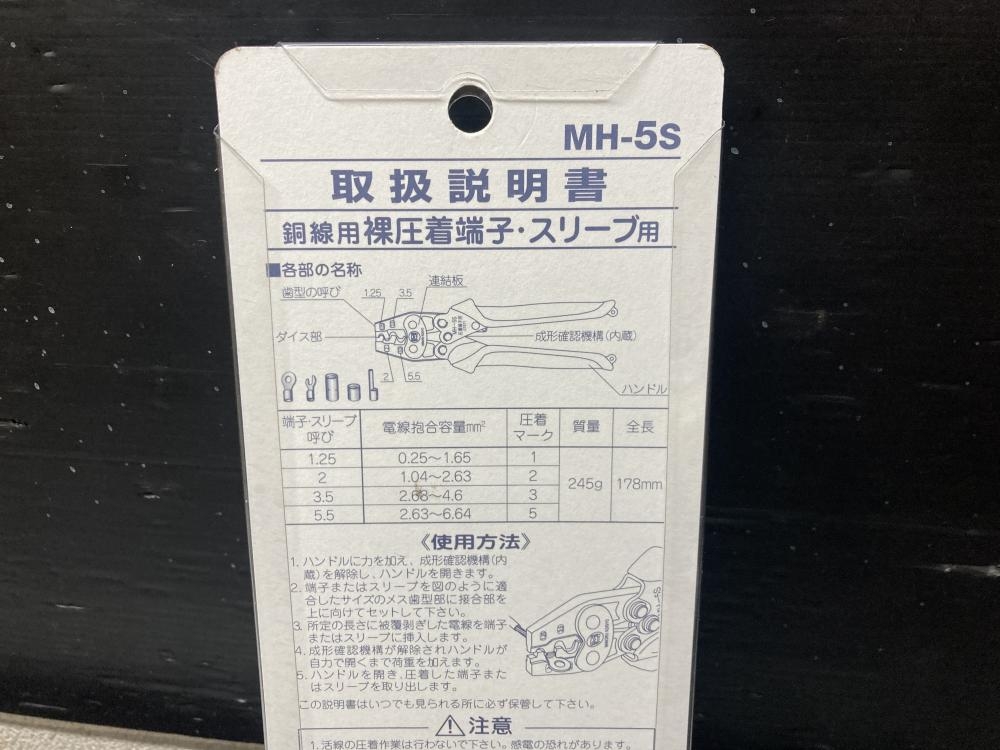 MH-5S
取扱説明書
銅線用裸圧着端子・スリーブ用
■各部の名称
連結板
歯型の呼び
1.25
3.5
ダイス部
成形確認機構(内蔵)
2
5.5
ハンドル
端子・スリーブ呼び 電線抱合容量mm² 圧着マーク 質量 全長
1.25 0.25～1.65 1
2 1.04～2.63 2
245g 178mm
3.5 2.63～4.6 3
5.5 2.63～6.64 5
《使用方法》
1. ハンドルに力を加え、成形確認機構(内
蔵)を解除し、ハンドルを開きます。
2. 端子またはスリーブを図のように適
合したサイズのメス歯型部に接合部を
上に向けてセットして下さい。
3. 所定の長さに被覆剥ぎした電線を端子
またはスリーブに挿入します。
4. 成形確認機構が解除されハンドルが
自力で開くまで荷重を加えます。
5. ハンドルを開き、圧着した端子また
はスリーブを取り出します。
この説明書はいつでも見られる所に必ず保管して下さい。
注意
1. 活線の圧着作業は行わないで下さい。感電の恐れがあります。